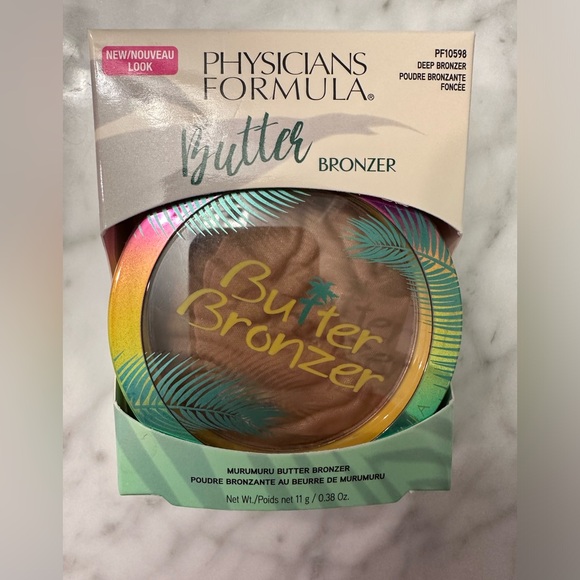 NEW/NOUVEAU
LOOK
PHYSICIANS
FORMULA®
PF10598
DEEP BRONZER
POUDRE BRONZANTE
FONCÉE
Butter BRONZER
Butter
Bronzer
MURUMURU BUTTER BRONZER
POUDRE BRONZANTE AU BEURRE DE MURUMURU
Net Wt./Poids net 11 g / 0.38 Oz.